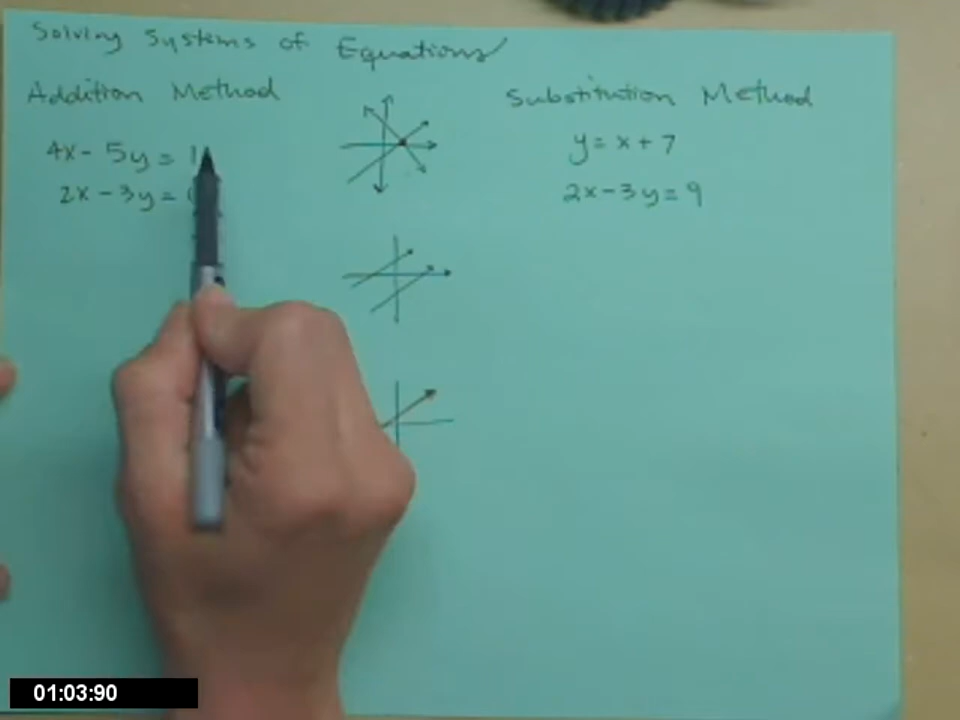 Solving Systems of Equations
Addition Method
4x - 5y =
2x - 3y =
Substitution Method
y = x + 7
2x - 3y = 9
01:03:90